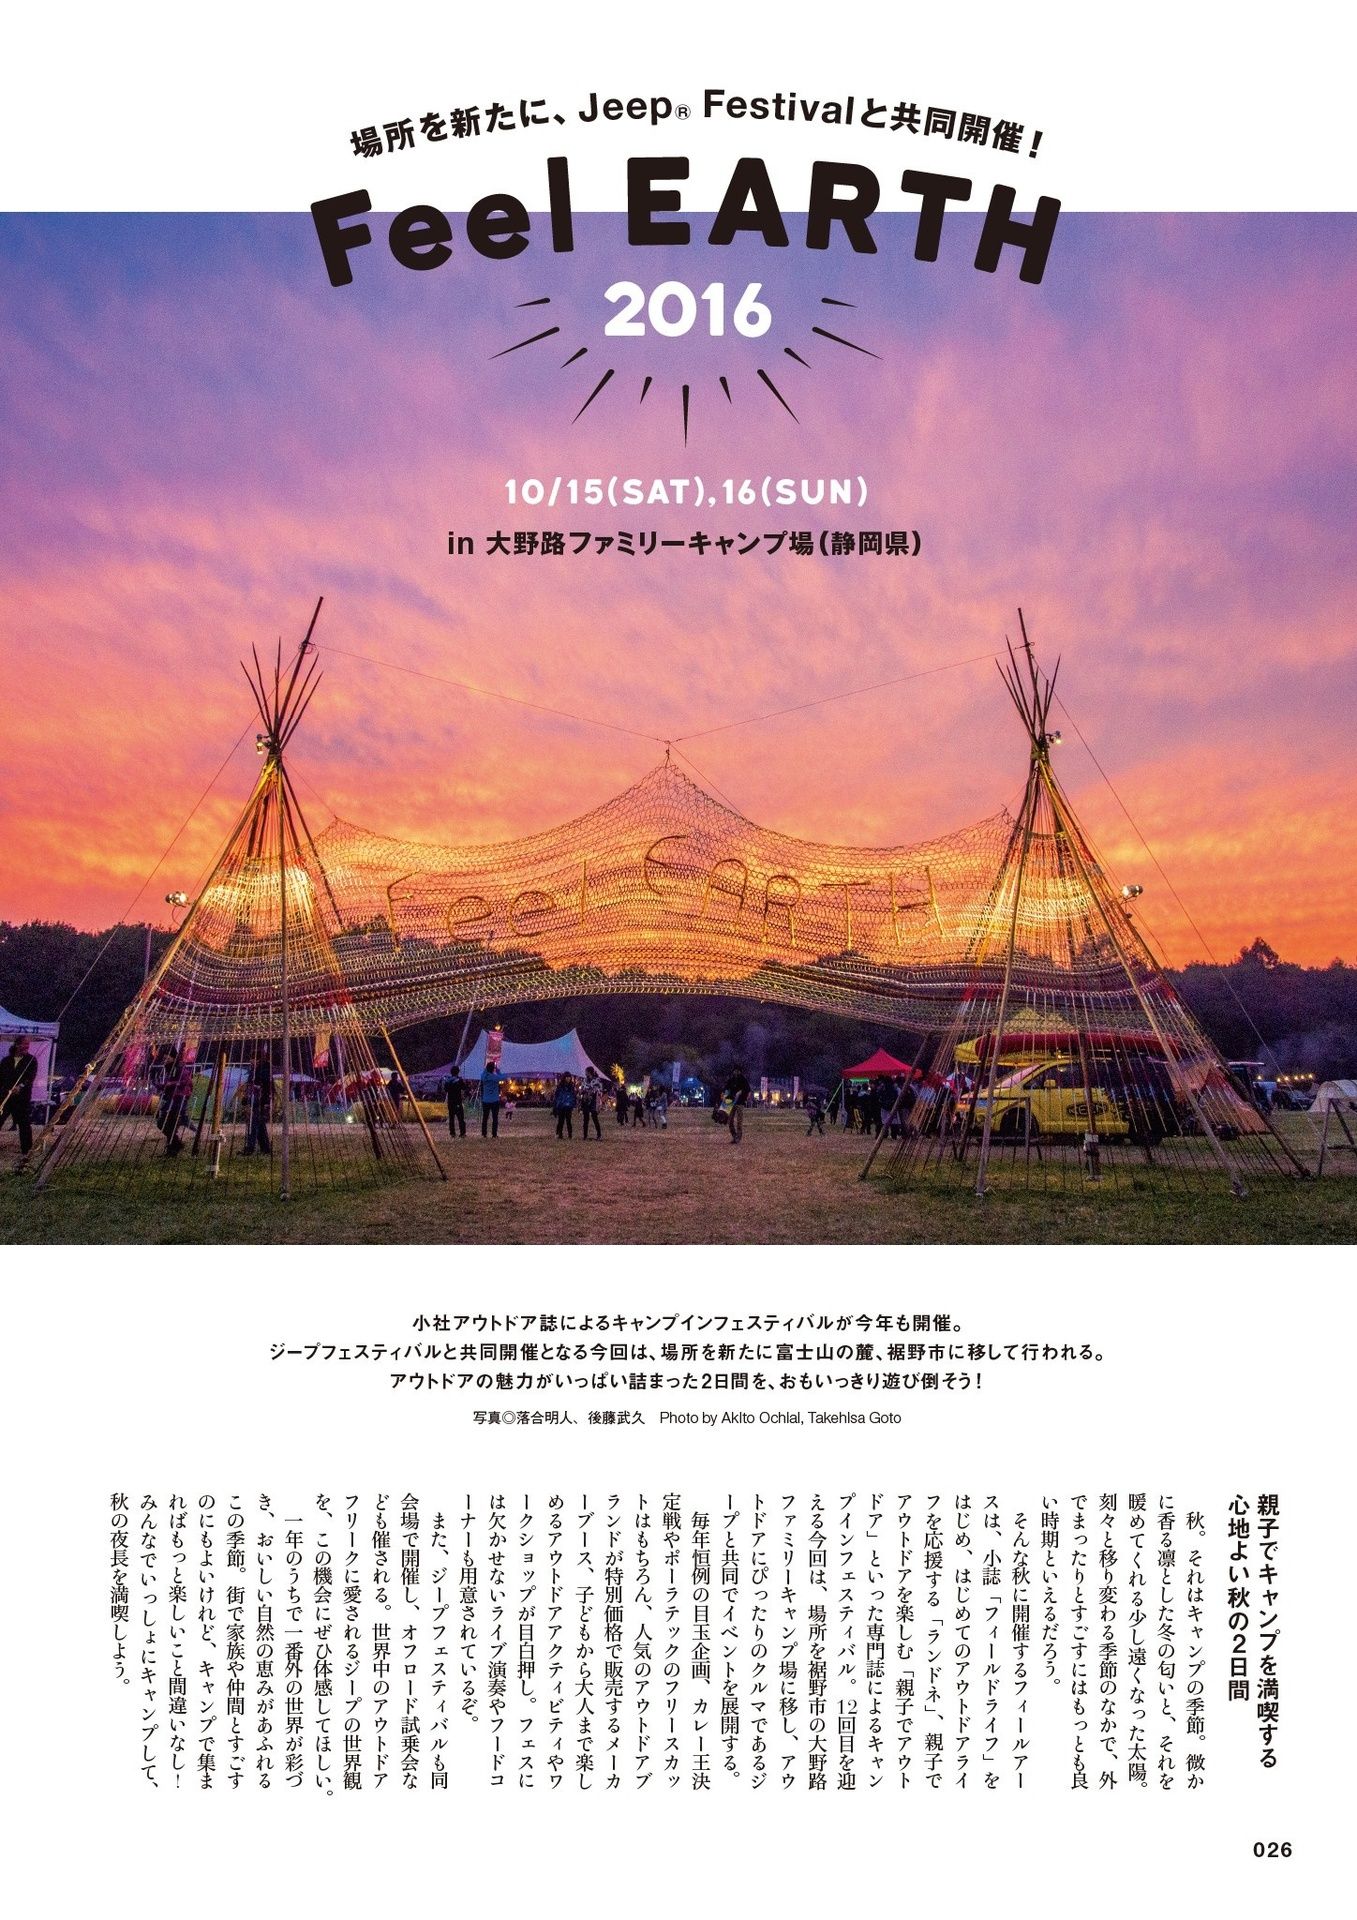 場所を新たに、Jeep® Festivalと共同開催！
Feel EARTH
2016
10/15(SAT),16(SUN)
in 大野路ファミリーキャンプ場(静岡県)
Feel EARTH
小社アウトドア誌によるキャンプインフェスティバルが今年も開催。
ジープフェスティバルと共同開催となる今回は、場所を新たに富士山の麓、裾野市に移して行われる。
アウトドアの魅力がいっぱい詰まった2日間を、おもいっきり遊び倒そう！
写真◎落合明人、後藤武久　Photo by Akito Ochiai, Takehisa Goto
親子でキャンプを満喫する
心地よい秋の2日間
秋。それはキャンプの季節。微か
に香る凛とした冬の匂いと、それを
暖めてくれる少し遠くなった太陽。
刻々と移り変わる季節のなかで、外
でまったりとすごすにはもっとも良
い時期といえるだろう。
そんな秋に開催するフィールアー
スは、小誌「フィールドライフ」を
はじめ、はじめてのアウトドアライ
フを応援する「ランドネ」、親子で
アウトドアを楽しむ「親子でアウト
ドア」といった専門誌によるキャン
プインフェスティバル。12回目を迎
える今回は、場所を裾野市の大野路
ファミリーキャンプ場に移し、アウ
トドアにぴったりのクルマであるジ
ープと共同でイベントを展開する。
毎年恒例の目玉企画、カレー王決
定戦やポーラテックのフリースカッ
トはもちろん、人気のアウトドアブ
ランドが特別価格で販売するメーカ
ーブース、子どもから大人まで楽し
めるアウトドアアクティビティやワ
ークショップが目白押し。フェスに
は欠かせないライブ演奏やフードコ
ーナーも用意されているぞ。
また、ジープフェスティバルも同
会場で開催し、オフロード試乗会な
ども催される。世界中のアウトドア
フリークに愛されるジープの世界観
を、この機会にぜひ体感してほしい。
一年のうちで一番外の世界が彩づ
き、おいしい自然の恵みがあふれる
この季節。街で家族や仲間とすごす
のにもよいけれど、キャンプで集ま
ればもっと楽しいこと間違いなし！
みんなでいっしょにキャンプして、
秋の夜長を満喫しよう。
026